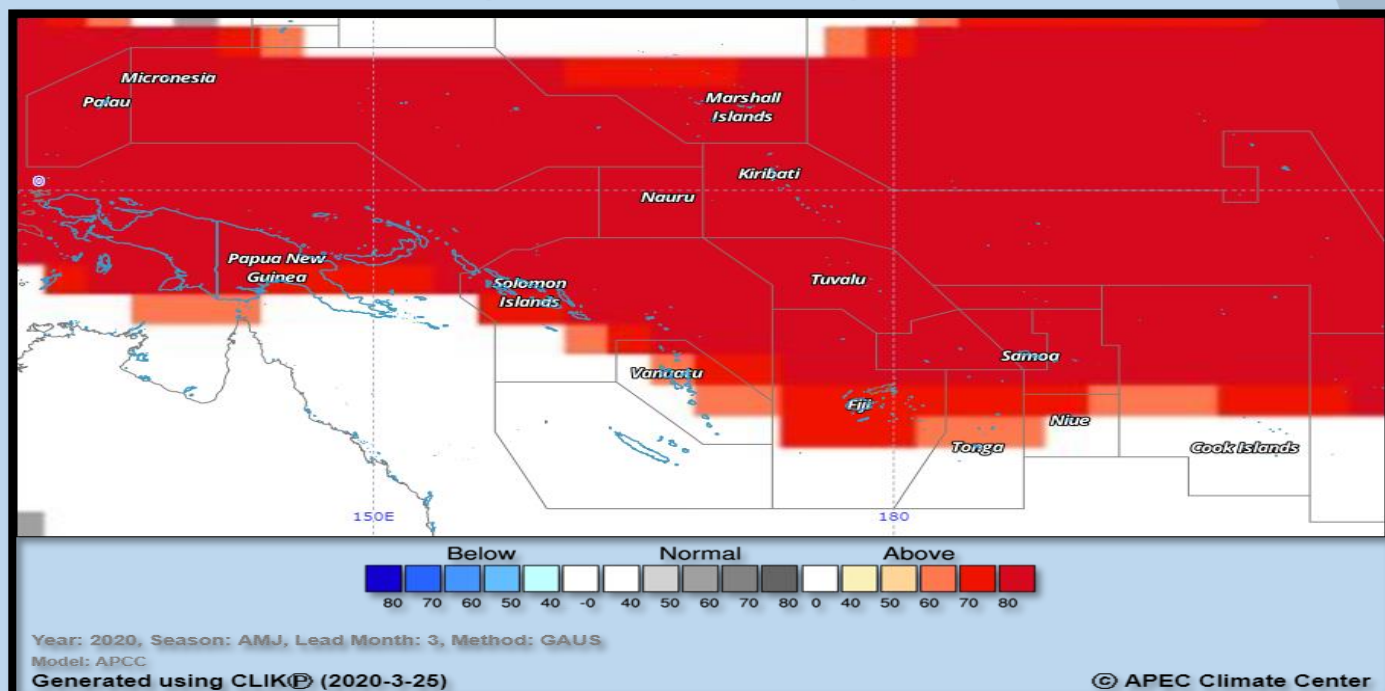 Micronesia
Palau
Marshall
Islands
Kiribati
Nauru
Papua New
Guinea
Solomon
Islands
Tuvalu
Samoa
Vanuatu
Fiji
Niue
Tonga
Cook Islands
150E 180
Below Normal Above
80 70 60 50 40 -0 40 50 60 70 80 0 40 50 60 70 80
Year: 2020, Season: AMJ, Lead Month: 3, Method: GAUS
Model: APCC
Generated using CLIKⓅ (2020-3-25) © APEC Climate Center